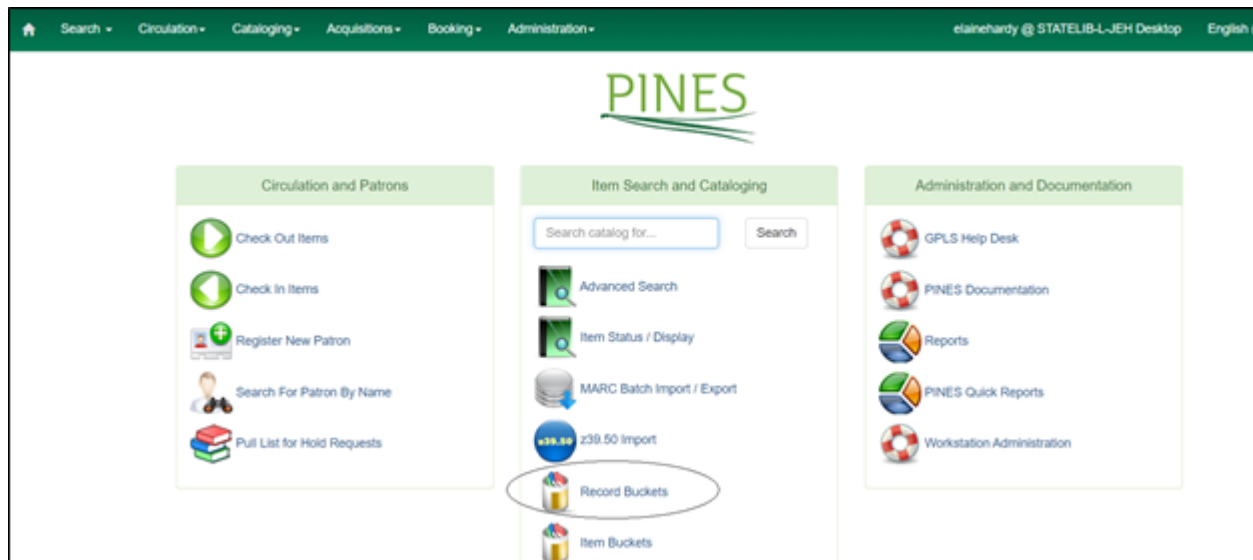 Search Circulation Cataloging Acquisitions Booking Administration elainehardy @ STATELIB-L-JEH Desktop English
PINES
Circulation and Patrons
Check Out Items
Check In Items
Register New Patron
Search For Patron By Name
Pull List for Hold Requests
Item Search and Cataloging
Search catalog for... Search
Advanced Search
Item Status / Display
MARC Batch Import / Export
z39.50 z39.50 Import
Record Buckets
Item Buckets
Administration and Documentation
GPLS Help Desk
PINES Documentation
Reports
PINES Quick Reports
Workstation Administration